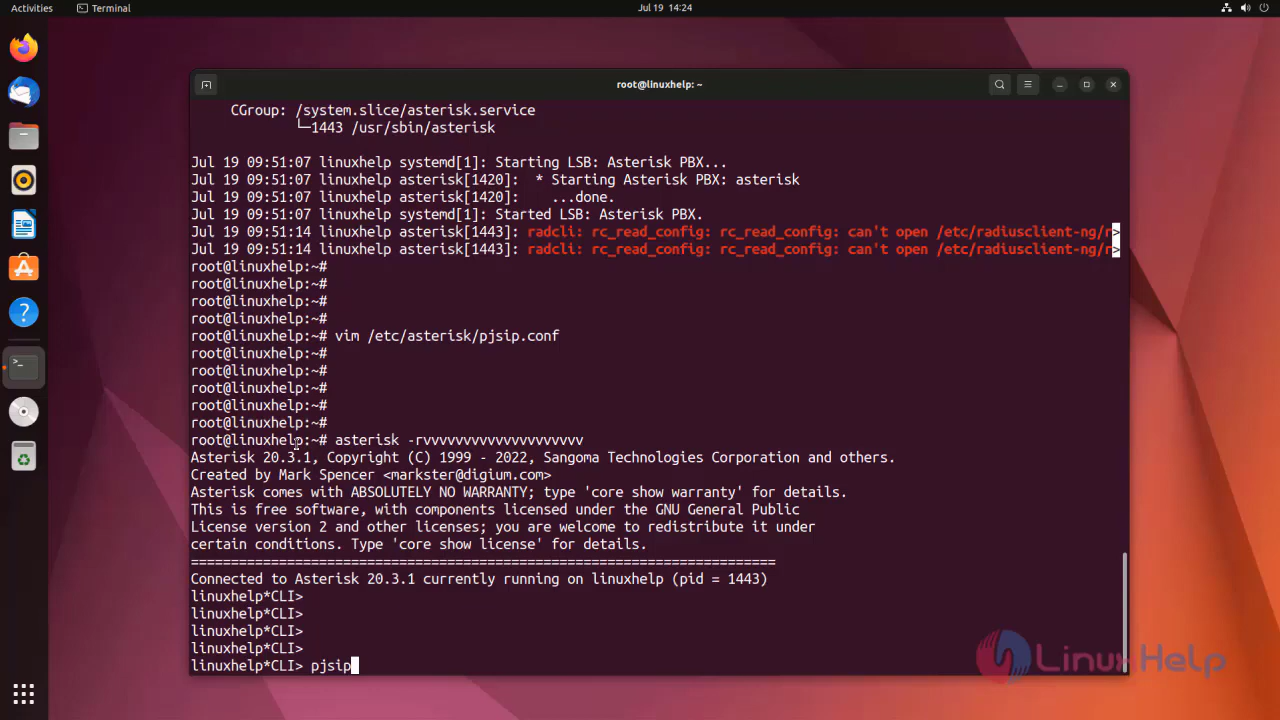 Activities
Terminal
Jul 19 14:24
root@linuxhelp: ~
CGroup: /system.slice/asterisk.service
└─1443 /usr/sbin/asterisk
Jul 19 09:51:07 linuxhelp systemd[1]: Starting LSB: Asterisk PBX...
Jul 19 09:51:07 linuxhelp asterisk[1420]:  * Starting Asterisk PBX: asterisk
Jul 19 09:51:07 linuxhelp asterisk[1420]:    ...done.
Jul 19 09:51:07 linuxhelp systemd[1]: Started LSB: Asterisk PBX.
Jul 19 09:51:14 linuxhelp asterisk[1443]: radcli: rc_read_config: rc_read_config: can't open /etc/radiusclient-ng/r>
Jul 19 09:51:14 linuxhelp asterisk[1443]: radcli: rc_read_config: rc_read_config: can't open /etc/radiusclient-ng/r>
root@linuxhelp:~#
root@linuxhelp:~#
root@linuxhelp:~#
root@linuxhelp:~#
root@linuxhelp:~# vim /etc/asterisk/pjsip.conf
root@linuxhelp:~#
root@linuxhelp:~#
root@linuxhelp:~#
root@linuxhelp:~#
root@linuxhelp:~#
root@linuxhelp:~# asterisk -rvvvvvvvvvvvvvvvvvvvv
Asterisk 20.3.1, Copyright (C) 1999 - 2022, Sangoma Technologies Corporation and others.
Created by Mark Spencer <markster@digium.com>
Asterisk comes with ABSOLUTELY NO WARRANTY; type 'core show warranty' for details.
This is free software, with components licensed under the GNU General Public
License version 2 and other licenses; you are welcome to redistribute it under
certain conditions. Type 'core show license' for details.
=========================================================================
Connected to Asterisk 20.3.1 currently running on linuxhelp (pid = 1443)
linuxhelp*CLI>
linuxhelp*CLI>
linuxhelp*CLI>
linuxhelp*CLI>
linuxhelp*CLI> pjsip
LinuxHelp